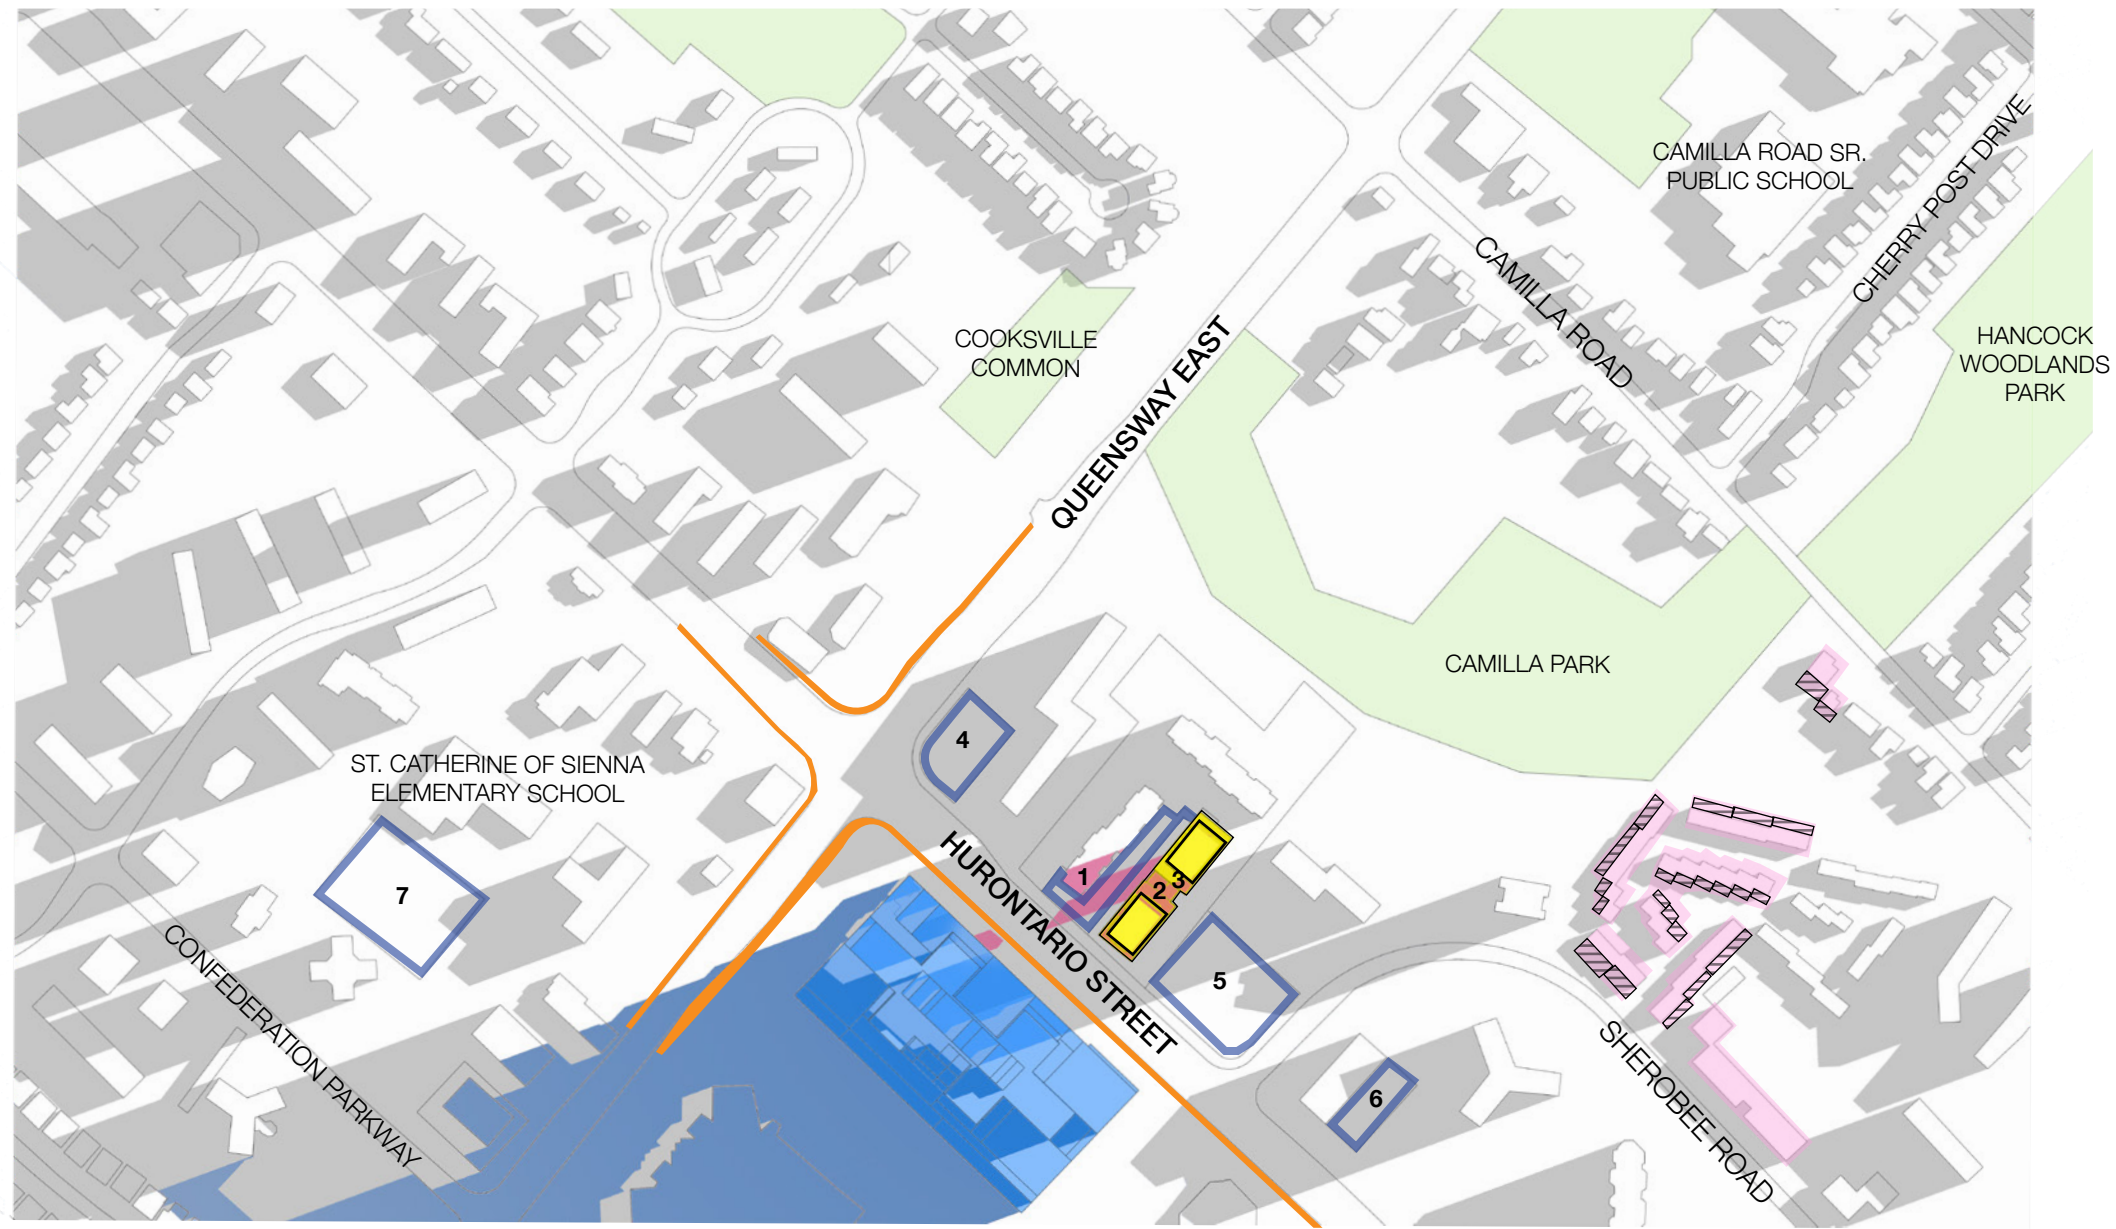 CAMILLA ROAD SR.
PUBLIC SCHOOL
CHERRY POST DRIVE
CAMILLA ROAD
HANCOCK
WOODLANDS
PARK
COOKSVILLE
COMMON
QUEENSWAY EAST
CAMILLA PARK
4
ST. CATHERINE OF SIENNA
ELEMENTARY SCHOOL
HURONTARIO STREET
1
2
3
7
5
CONFEDERATION PARKWAY
6
SHEROBEE ROAD